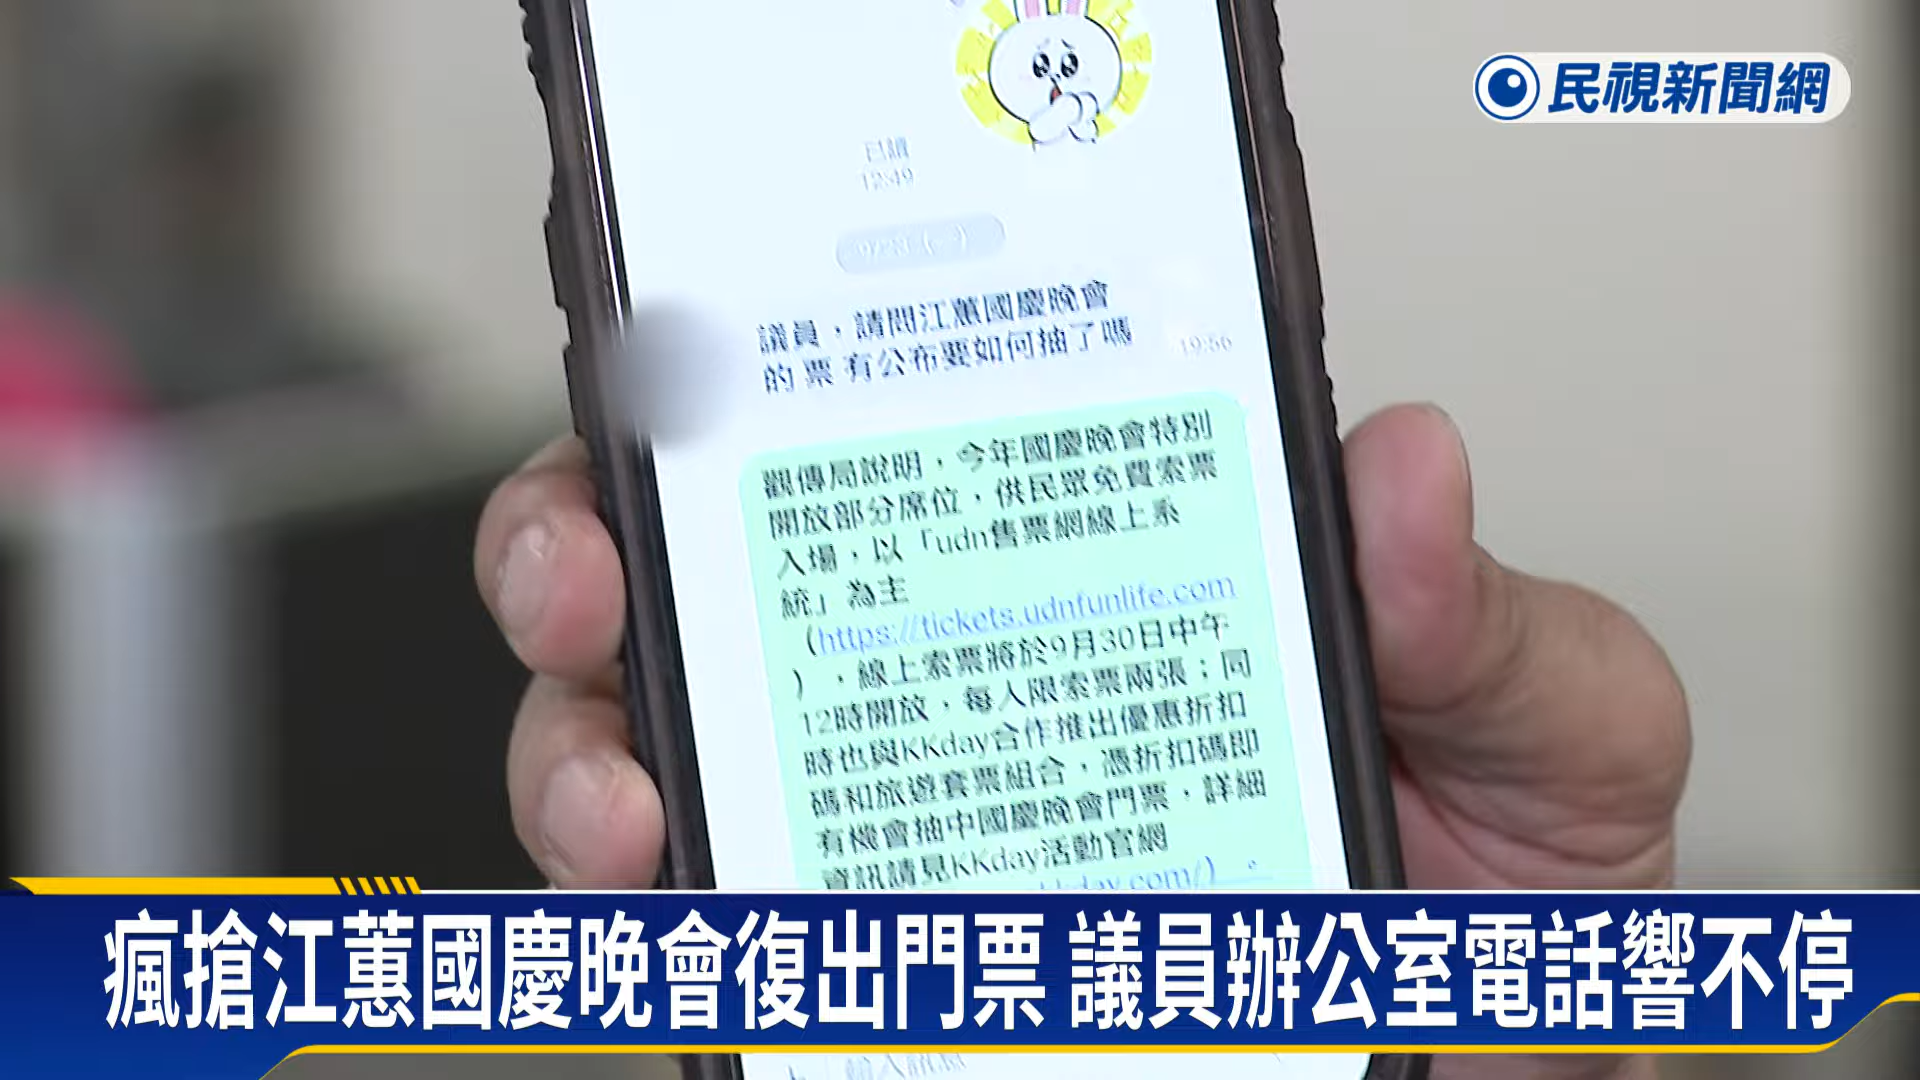 民視新聞網
已讀
12:49
議員，請問江蕙國慶晚會
的 票 有公布要如何抽了嗎
19:56
觀傳局說明，今年國慶晚會特別
開放部分席位，供民眾免費索票
入場，以「udn售票網線上系
統」為主
（https://tickets.udnfunlife.com
），線上索票將於9月30日中午
12時開放，每人限索票兩張；同
時也與KKday合作推出優惠折扣
碼和旅遊套票組合，憑折扣碼即
有機會抽中國慶晚會門票，詳細
資訊請見KKday活動官網
kkday.com/）。
瘋搶江蕙國慶晚會復出門票 議員辦公室電話響不停
輸入訊息